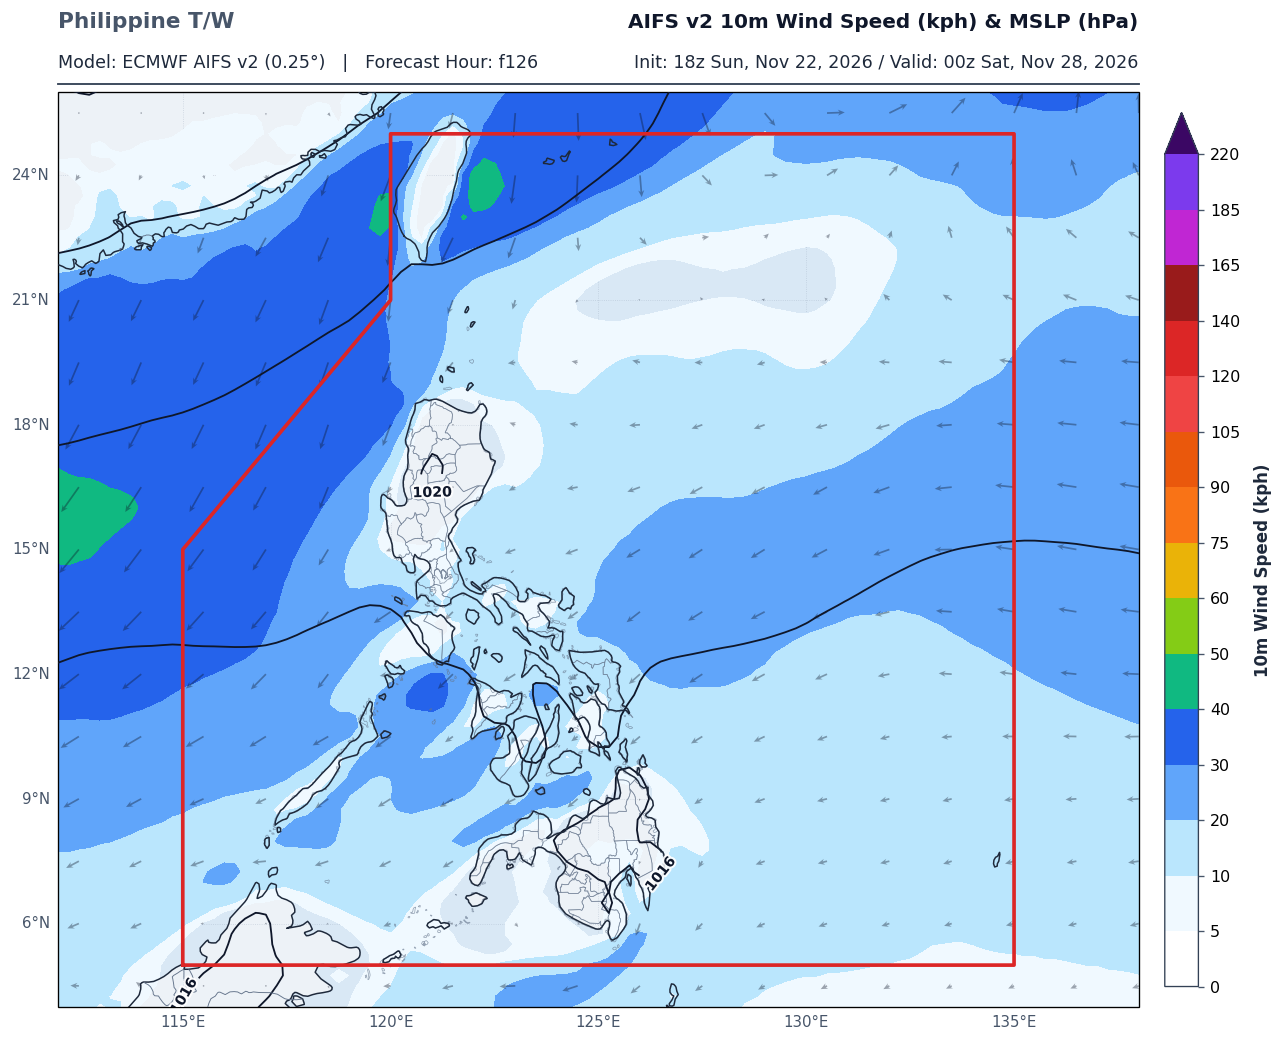 Philippine T/W
AIFS v2 10m Wind Speed (kph) & MSLP (hPa)
Model: ECMWF AIFS v2 (0.25°)   |   Forecast Hour: f126
Init: 18z Sun, Nov 22, 2026 / Valid: 00z Sat, Nov 28, 2026
24°N
21°N
18°N
15°N
12°N
9°N
6°N
115°E
120°E
125°E
130°E
135°E
1020
1016
1016
220
185
165
140
120
105
90
75
60
50
40
30
20
10
5
0
10m Wind Speed (kph)